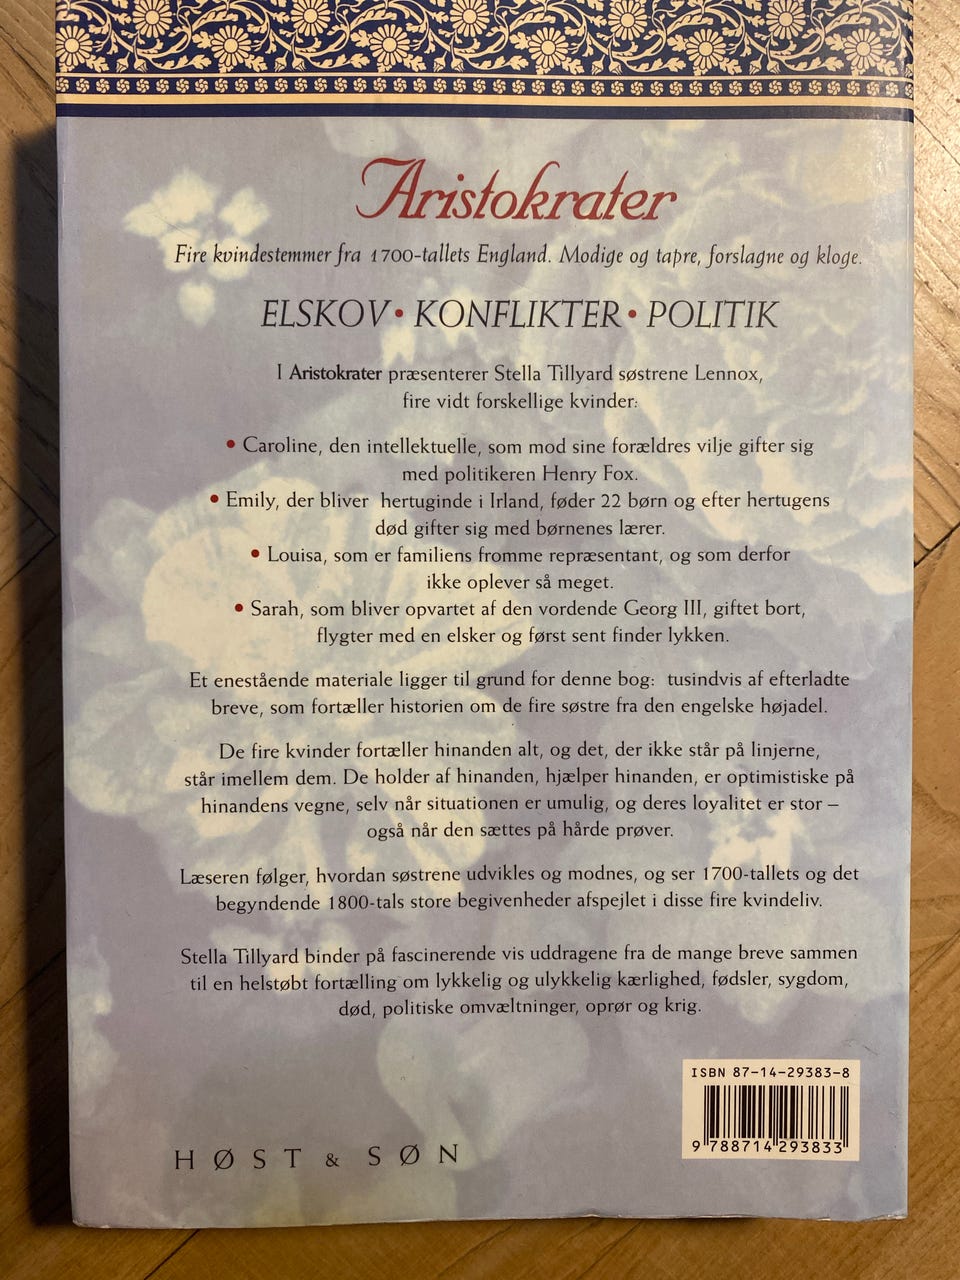 Aristokrater
Fire kvindestemmer fra 1700-tallets England. Modige og tapre, forslagne og kloge.
ELSKOV • KONFLIKTER • POLITIK
I Aristokrater præsenterer Stella Tillyard søstrene Lennox,
fire vidt forskellige kvinder:
• Caroline, den intellektuelle, som mod sine forældres vilje gifter sig
med politikeren Henry Fox.
• Emily, der bliver hertuginde i Irland, føder 22 børn og efter hertugens
død gifter sig med børnenes lærer.
• Louisa, som er familiens fromme repræsentant, og som derfor
ikke oplever så meget.
• Sarah, som bliver opvartet af den vordende Georg III, giftet bort,
flygter med en elsker og først sent finder lykken.
Et enestående materiale ligger til grund for denne bog: tusindvis af efterladte
breve, som fortæller historien om de fire søstre fra den engelske højadel.
De fire kvinder fortæller hinanden alt, og det, der ikke står på linjerne,
står imellem dem. De holder af hinanden, hjælper hinanden, er optimistiske på
hinandens vegne, selv når situationen er umulig, og deres loyalitet er stor –
også når den sættes på hårde prøver.
Læseren følger, hvordan søstrene udvikles og modnes, og ser 1700-tallets og det
begyndende 1800-tals store begivenheder afspejlet i disse fire kvindeliv.
Stella Tillyard binder på fascinerende vis uddragene fra de mange breve sammen
til en helstøbt fortælling om lykkelig og ulykkelig kærlighed, fødsler, sygdom,
død, politiske omvæltninger, oprør og krig.
ISBN 87-14-29383-8
9 788714 293833
HØST & SØN